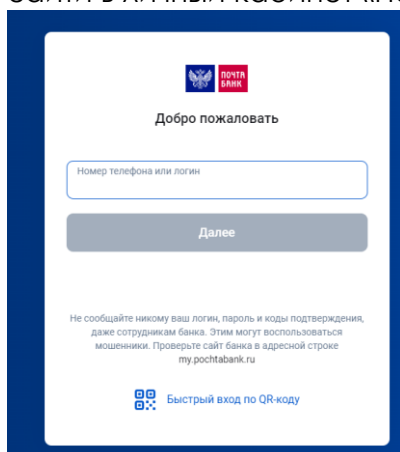 ПОЧТА
БАНК
Добро пожаловать
Номер телефона или логин
Далее
Не сообщайте никому ваш логин, пароль и коды подтверждения,
даже сотрудникам банка. Этим могут воспользоваться
мошенники. Проверьте сайт банка в адресной строке
my.pochtabank.ru
Быстрый вход по QR-коду